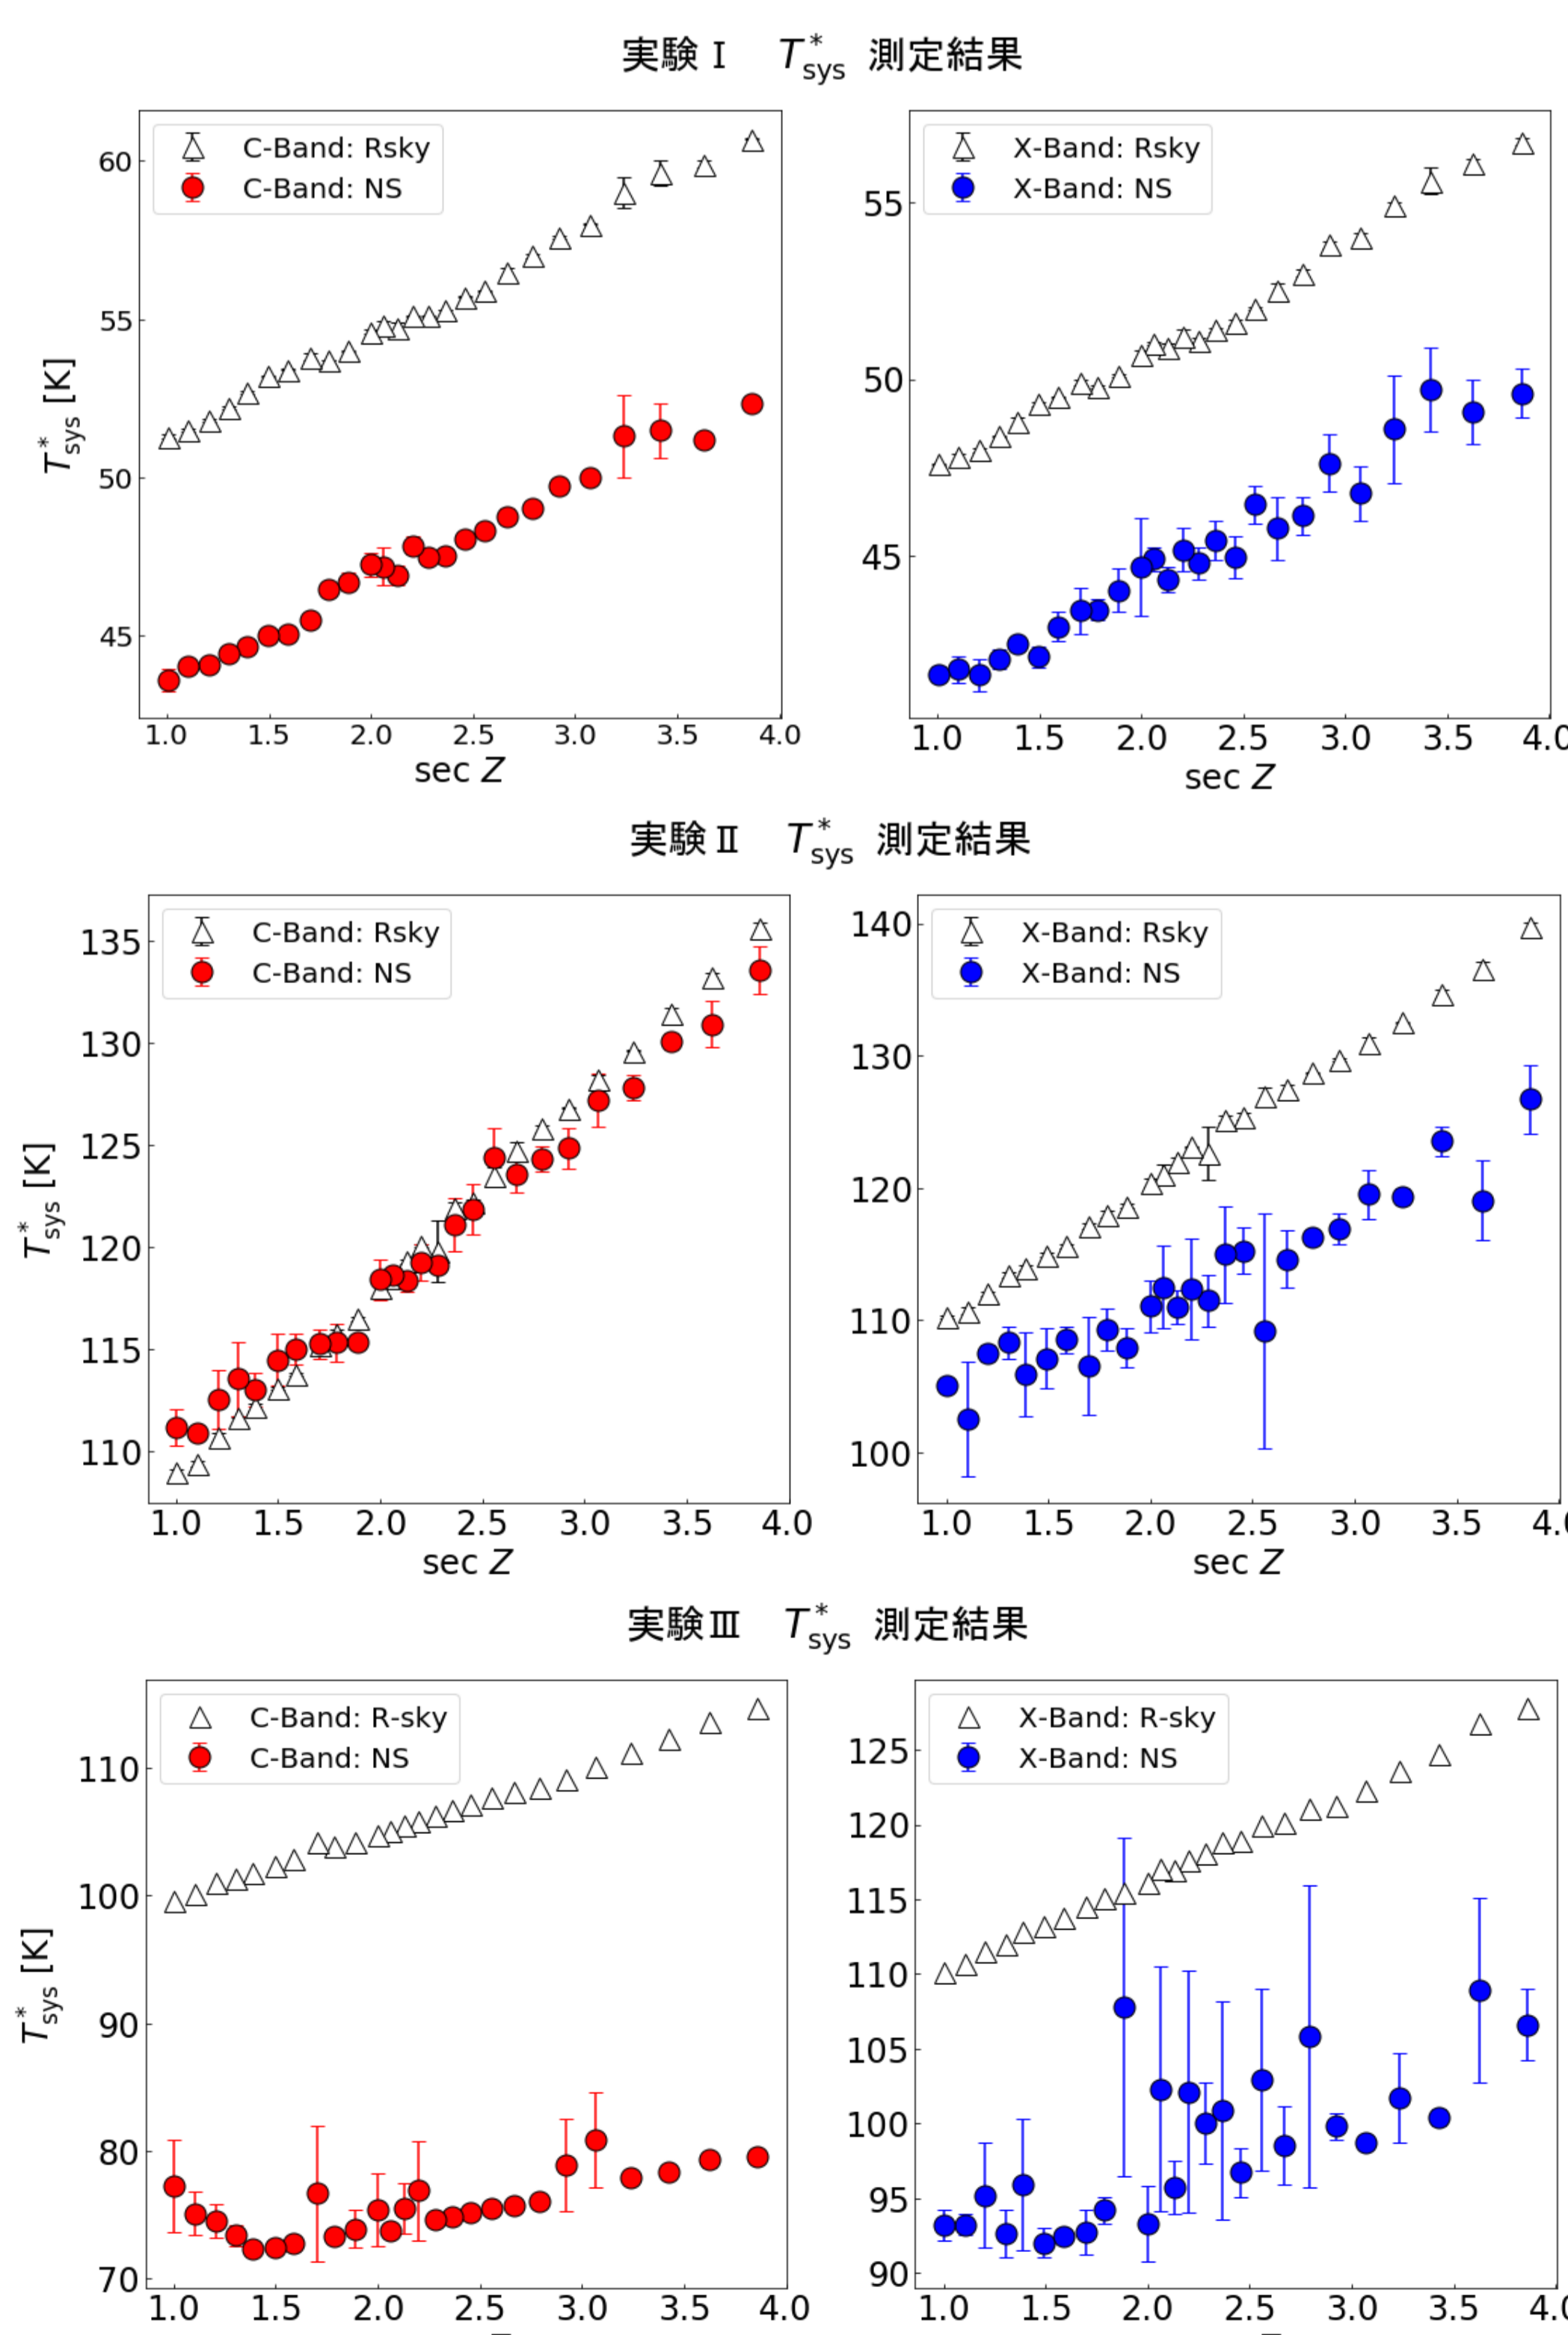 実験Ⅰ T*sys 測定結果
C-Band: Rsky
C-Band: NS
T*sys [K]
60
55
50
45
1.0 1.5 2.0 2.5 3.0 3.5 4.0
sec Z
X-Band: Rsky
X-Band: NS
55
50
45
1.0 1.5 2.0 2.5 3.0 3.5 4.0
sec Z
実験Ⅱ T*sys 測定結果
C-Band: Rsky
C-Band: NS
T*sys [K]
135
130
125
120
115
110
1.0 1.5 2.0 2.5 3.0 3.5 4.0
sec Z
X-Band: Rsky
X-Band: NS
140
130
120
110
100
1.0 1.5 2.0 2.5 3.0 3.5 4.0
sec Z
実験Ⅲ T*sys 測定結果
C-Band: R-sky
C-Band: NS
T*sys [K]
110
100
90
80
70
1.0 1.5 2.0 2.5 3.0 3.5 4.0
X-Band: R-sky
X-Band: NS
125
120
115
110
105
100
95
90
1.0 1.5 2.0 2.5 3.0 3.5 4.0